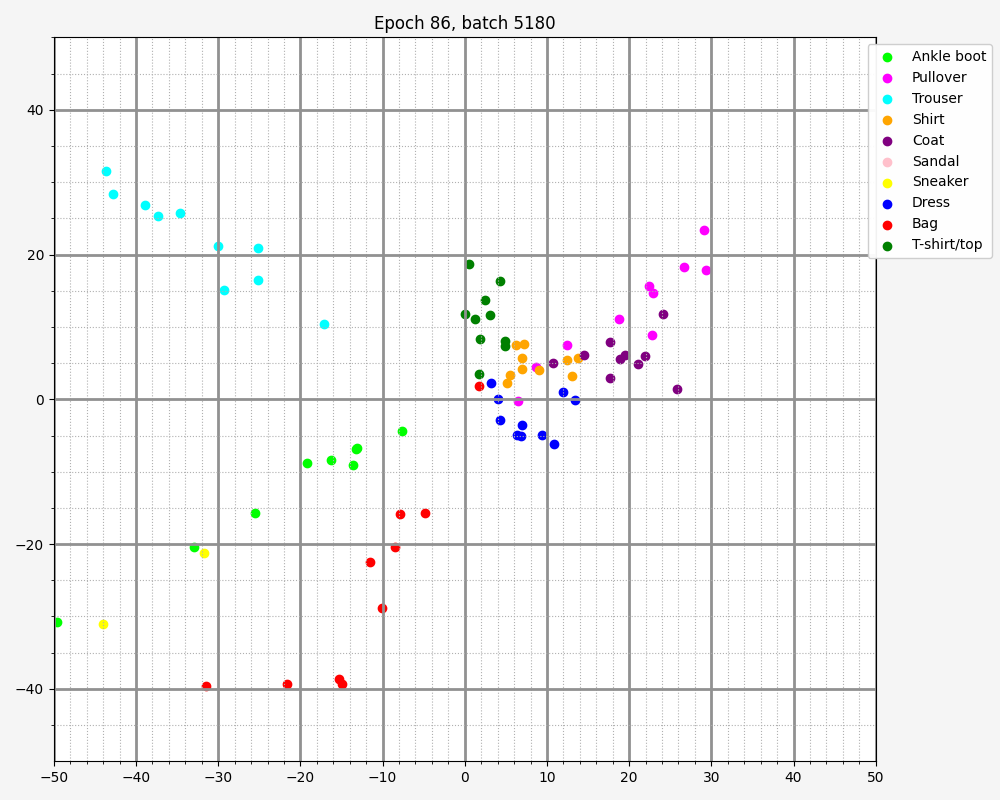 Epoch 86, batch 5180
40
20
0
−20
−40
−50
−40
−30
−20
−10
0
10
20
30
40
50
Ankle boot
Pullover
Trouser
Shirt
Coat
Sandal
Sneaker
Dress
Bag
T-shirt/top